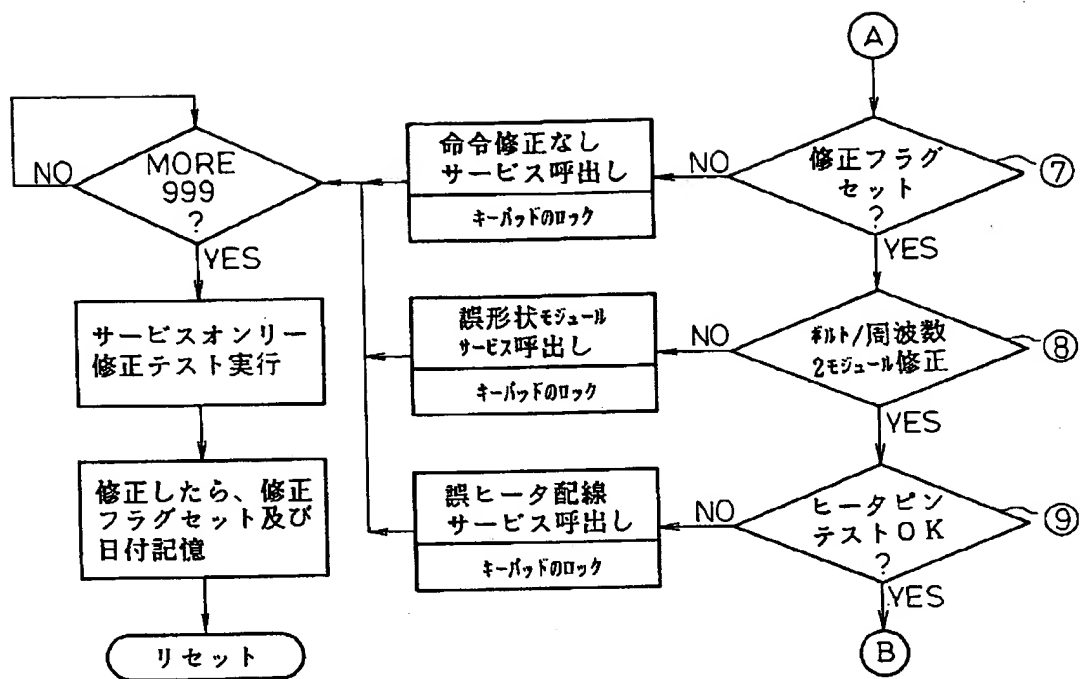 A
修正フラグ
セット
?
⑦
NO
YES
命令修正なし
サービス呼出し
キーパッドのロック
MORE
999
?
NO
YES
ボルト/周波数
2モジュール修正
⑧
NO
YES
誤形状モジュール
サービス呼出し
キーパッドのロック
サービスオンリー
修正テスト実行
ヒータピン
テストOK
?
⑨
NO
YES
誤ヒータ配線
サービス呼出し
キーパッドのロック
修正したら、修正
フラグセット及び
日付記憶
リセット
B